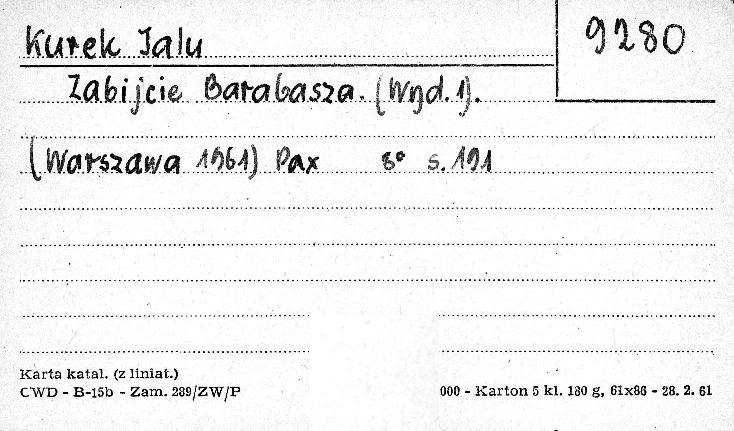 Kurek Jalu
9280
Zabijcie Barabasza. (Wyd. 1).
(Warszawa 1961) Pax 8° s. 191
Karta katal. (z liniat.)
CWD - B-15b - Zam. 289/ZW/P
000 - Karton 5 kl. 180 g, 61x86 - 28. 2. 61